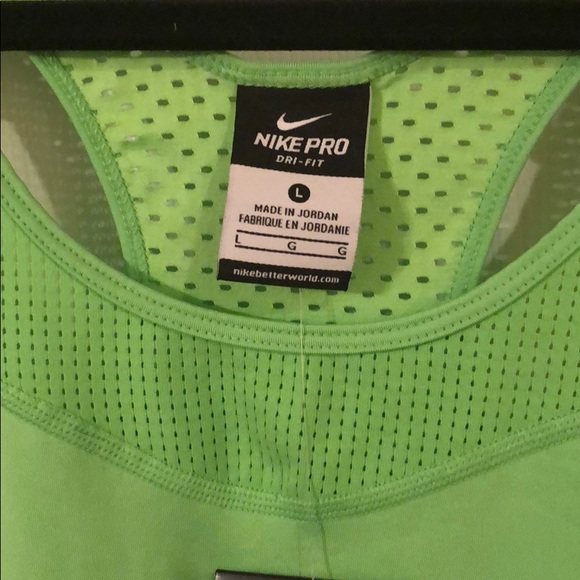 NIKE PRO
DRI-FIT
L
MADE IN JORDAN
FABRIQUE EN JORDANIE
L G G
nikebetterworld.com